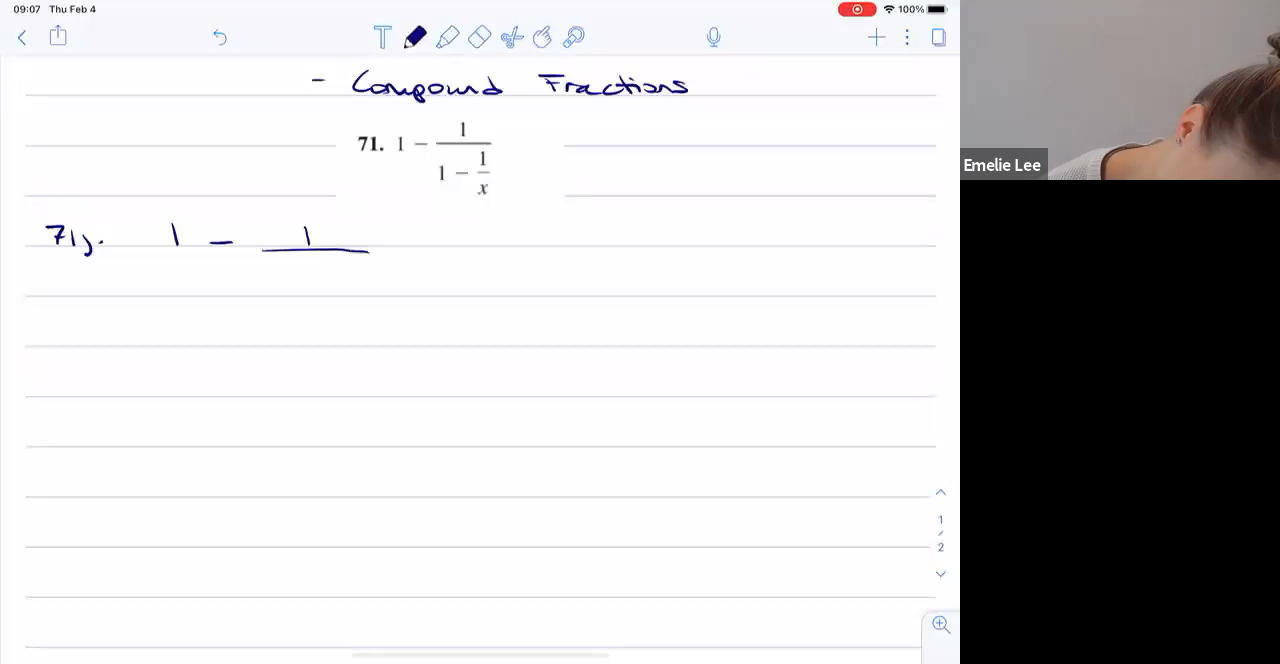 09:07 Thu Feb 4
100%
T
- Compound Fractions
71. 1 - 1
1 - 1
x
71). 1 - 1
Emelie Lee
1
2